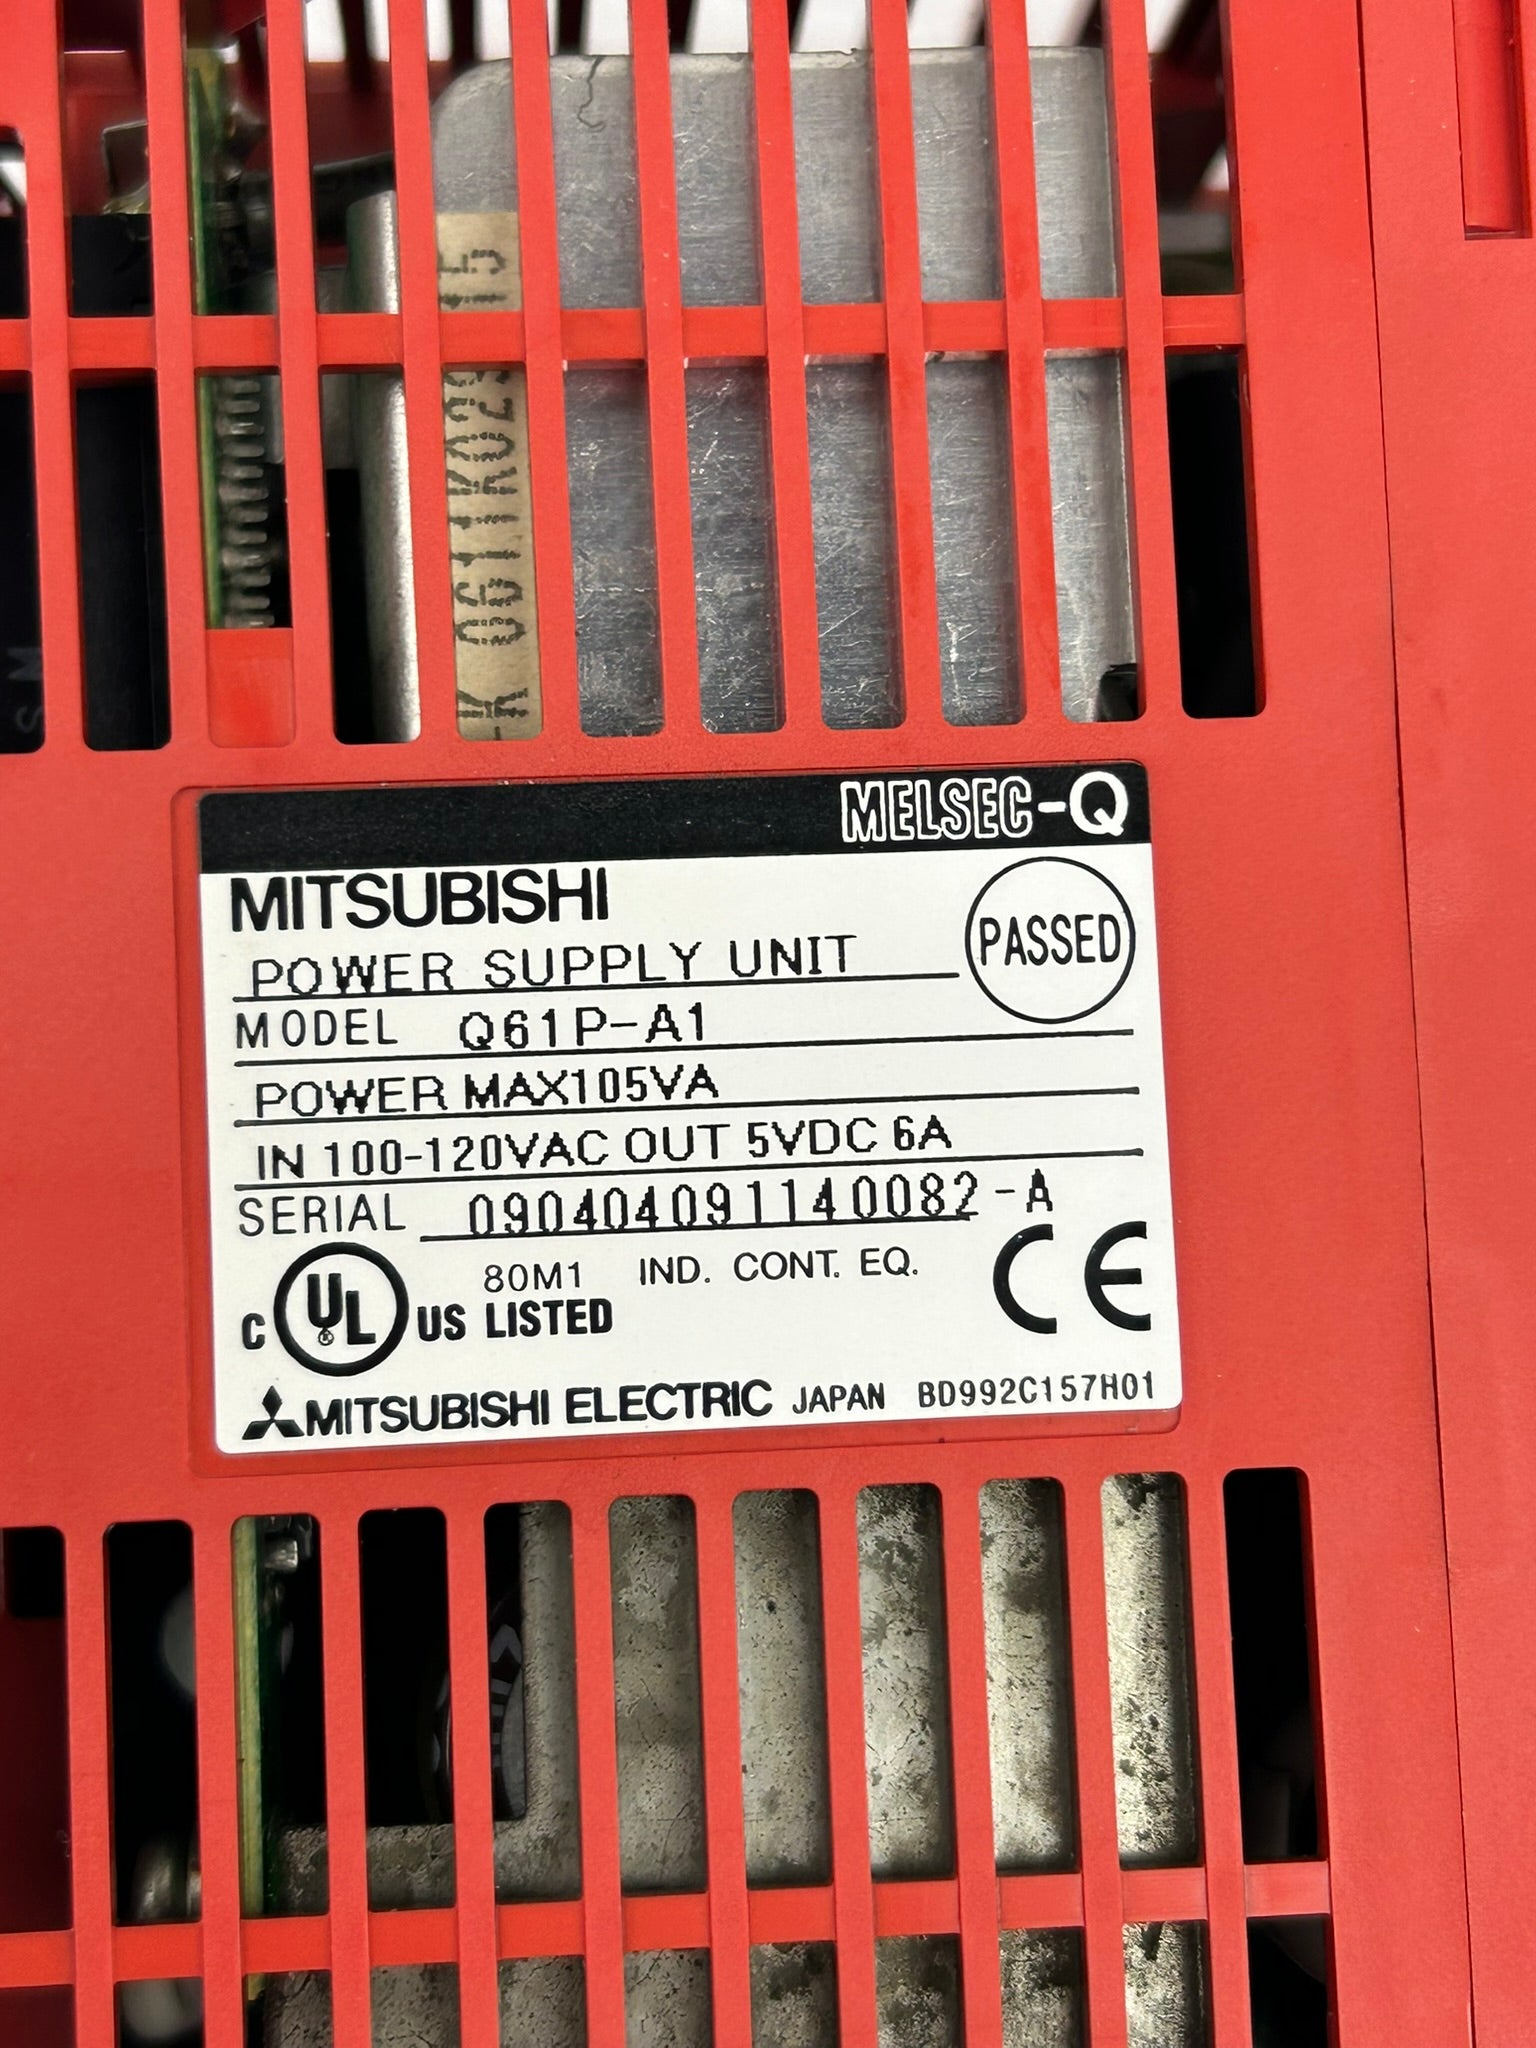 0611K029
MELSEC-Q
MITSUBISHI
PASSED
POWER SUPPLY UNIT
MODEL Q61P-A1
POWER MAX105VA
IN 100-120VAC OUT 5VDC 6A
SERIAL 090404091140082-A
80M1 IND. CONT. EQ.
C UL US LISTED
CE
MITSUBISHI ELECTRIC JAPAN BD992C157H01